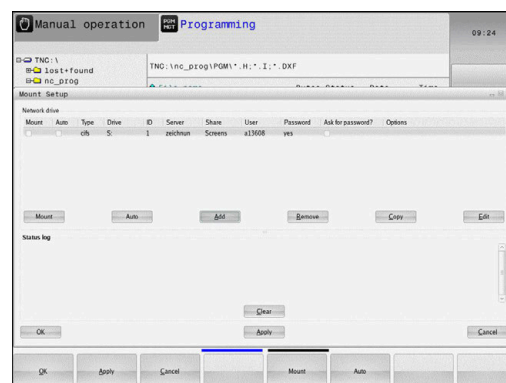 Manual operation
PGM MGT Programming
09:24
TNC:\
lost+found
nc_prog
TNC:\nc_prog\PGM\*.H;*.I;*.DXF
Mount Setup
Network drive
Mount Auto Type Drive ID Server Share User Password Ask for password? Options
cifs S: 1 zeichnun Screens a13608 yes
Mount Auto Add Remove Copy Edit
Status log
Clear
OK Apply Cancel
OK Apply Cancel Mount Auto